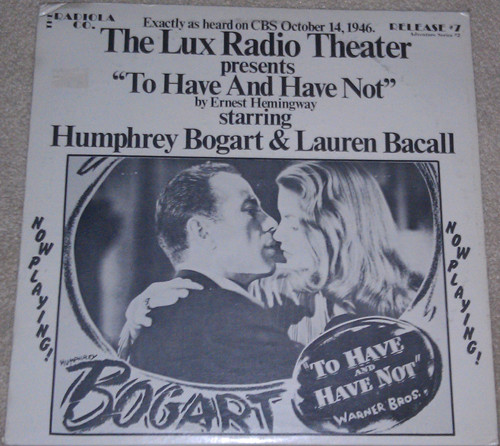 THE RADIOLA CO.
Exactly as heard on CBS October 14, 1946.
RELEASE #7
The Lux Radio Theater
presents
"To Have And Have Not"
by Ernest Hemingway
starring
Humphrey Bogart & Lauren Bacall
NOW PLAYING!
NOW PLAYING!
HUMPHREY
BOGART
"TO HAVE
AND
HAVE NOT"
WARNER BROS.